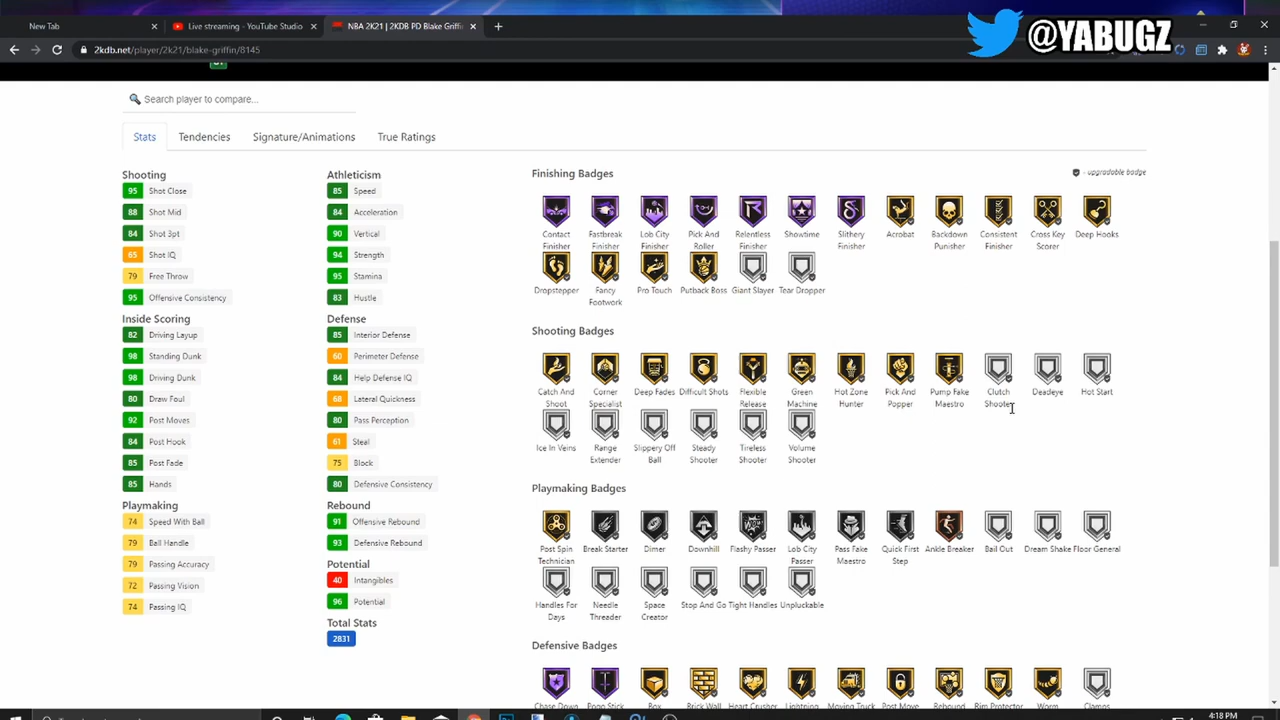 New Tab
Live streaming - YouTube Studio
NBA 2K21 | 2KDB PD Blake Griffi
@YABUGZ
2kdb.net/player/2k21/blake-griffin/8145
Search player to compare...
Stats
Tendencies
Signature/Animations
True Ratings
Shooting
95 Shot Close
88 Shot Mid
84 Shot 3pt
65 Shot IQ
79 Free Throw
95 Offensive Consistency
Inside Scoring
82 Driving Layup
98 Standing Dunk
98 Driving Dunk
80 Draw Foul
92 Post Moves
84 Post Hook
85 Post Fade
85 Hands
Playmaking
74 Speed With Ball
79 Ball Handle
79 Passing Accuracy
72 Passing Vision
74 Passing IQ
Athleticism
85 Speed
84 Acceleration
90 Vertical
94 Strength
95 Stamina
83 Hustle
Defense
85 Interior Defense
60 Perimeter Defense
84 Help Defense IQ
68 Lateral Quickness
80 Pass Perception
61 Steal
75 Block
80 Defensive Consistency
Rebound
91 Offensive Rebound
93 Defensive Rebound
Potential
40 Intangibles
96 Potential
Total Stats
2831
Finishing Badges
- upgradable badge
Contact Finisher
Fastbreak Finisher
Lob City Finisher
Pick And Roller
Relentless Finisher
Showtime
Slithery Finisher
Acrobat
Backdown Punisher
Consistent Finisher
Cross Key Scorer
Deep Hooks
Dropstepper
Fancy Footwork
Pro Touch
Putback Boss
Giant Slayer
Tear Dropper
Shooting Badges
Catch And Shoot
Corner Specialist
Deep Fades
Difficult Shots
Flexible Release
Green Machine
Hot Zone Hunter
Pick And Popper
Pump Fake Maestro
Clutch Shooter
Deadeye
Hot Start
Ice In Veins
Range Extender
Slippery Off Ball
Steady Shooter
Tireless Shooter
Volume Shooter
Playmaking Badges
Post Spin Technician
Break Starter
Dimer
Downhill
Flashy Passer
Lob City Passer
Pass Fake Maestro
Quick First Step
Ankle Breaker
Bail Out
Dream Shake
Floor General
Handles For Days
Needle Threader
Space Creator
Stop And Go
Tight Handles
Unpluckable
Defensive Badges
Chase Down
Pogo Stick
Box
Brick Wall
Heart Crusher
Lightning
Moving Truck
Post Move
Rebound
Rim Protector
Worm
Clamps
4:18 PM